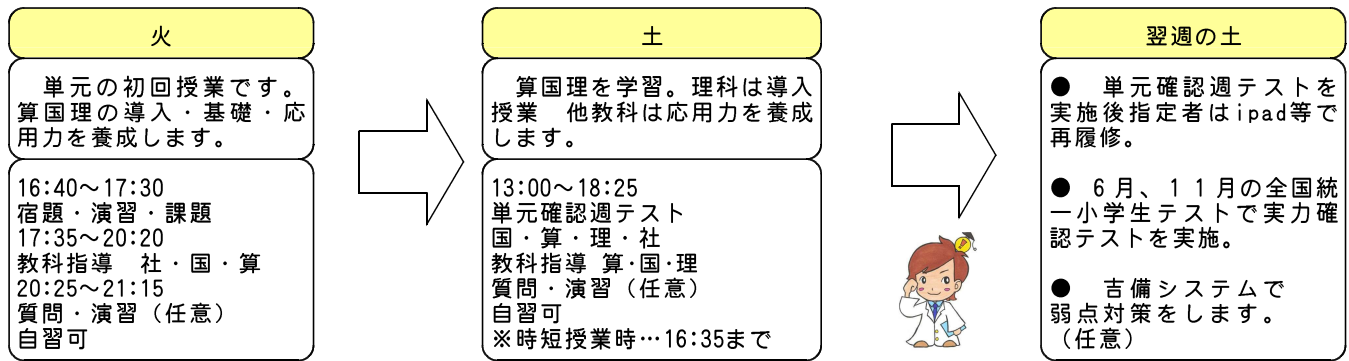 火
単元の初回授業です。
算国理の導入・基礎・応
用力を養成します。
16:40～17:30
宿題・演習・課題
17:35～20:20
教科指導　社・国・算
20:25～21:15
質問・演習（任意）
自習可
土
算国理を学習。理科は導入
授業　他教科は応用力を養成
します。
13:00～18:25
単元確認週テスト
国・算・理・社
教科指導 算・国・理
質問・演習（任意）
自習可
※時短授業時…16:35まで
翌週の土
●　単元確認週テストを
実施後指定者はipad等で
再履修。
●　6月、11月の全国統
一小学生テストで実力確
認テストを実施。
●　吉備システムで
弱点対策をします。
（任意）